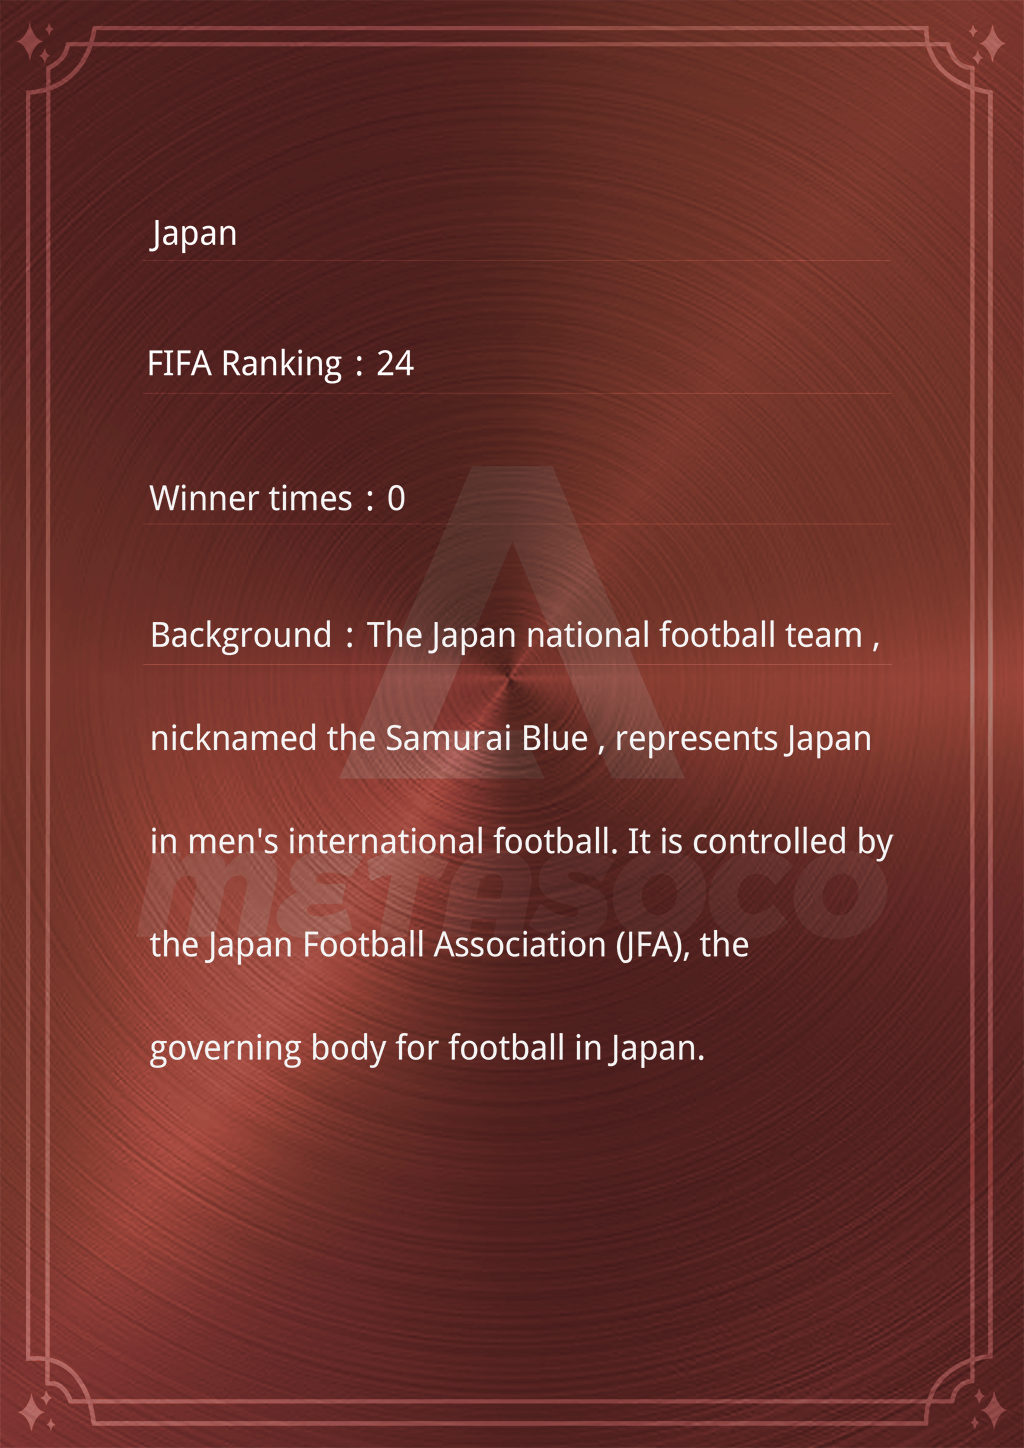 Japan
FIFA Ranking：24
Winner times：0
Background：The Japan national football team ,
nicknamed the Samurai Blue , represents Japan
in men's international football. It is controlled by
METASOCO
the Japan Football Association (JFA), the
governing body for football in Japan.